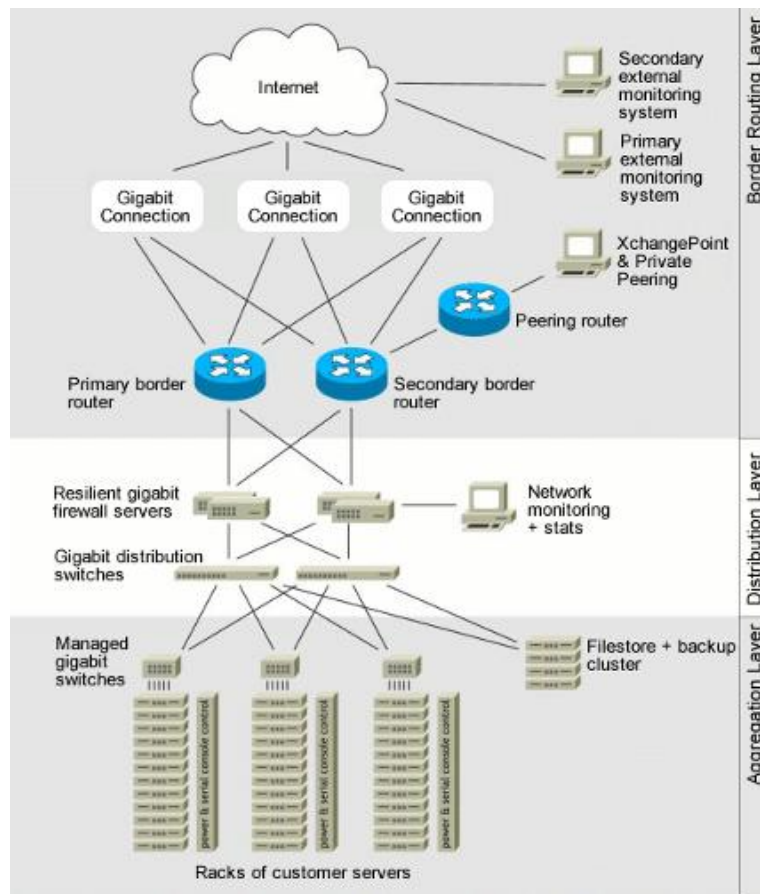 Internet
Secondary
external
monitoring
system
Primary
external
monitoring
system
Gigabit
Connection
Gigabit
Connection
Gigabit
Connection
XchangePoint
& Private
Peering
Peering router
Primary border
router
Secondary border
router
Border Routing Layer
Resilient gigabit
firewall servers
Network
monitoring
+ stats
Gigabit distribution
switches
Distribution Layer
Managed
gigabit
switches
Filestore + backup
cluster
power & serial console control
power & serial console control
power & serial console control
Racks of customer servers
Aggregation Layer